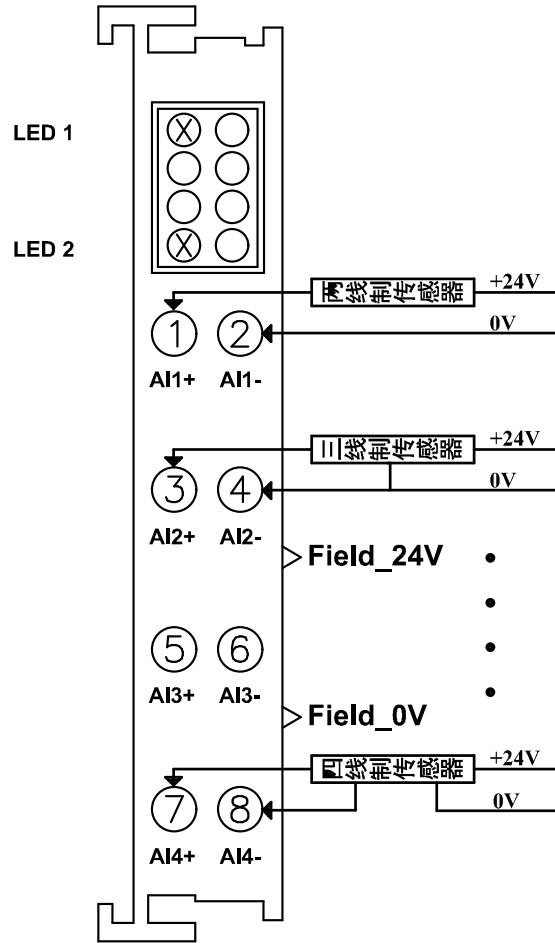 LED 1
LED 2
两线制传感器 +24V
0V
1 2
AI1+ AI1-
三线制传感器 +24V
0V
3 4
AI2+ AI2-
Field_24V
5 6
AI3+ AI3-
Field_0V
四线制传感器 +24V
0V
7 8
AI4+ AI4-